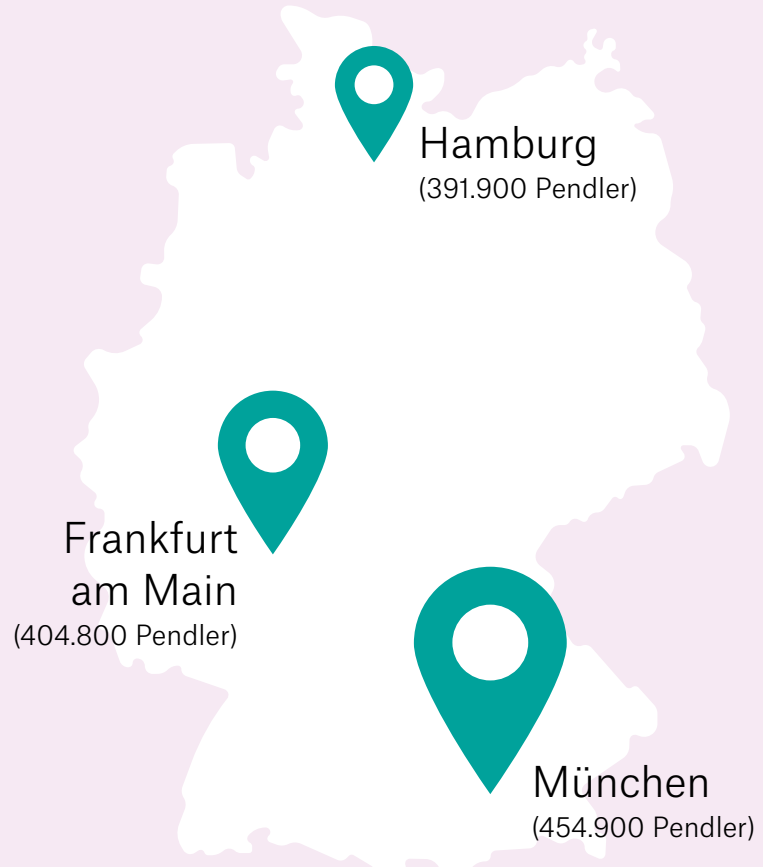 Hamburg
(391.900 Pendler)
Frankfurt
am Main
(404.800 Pendler)
München
(454.900 Pendler)